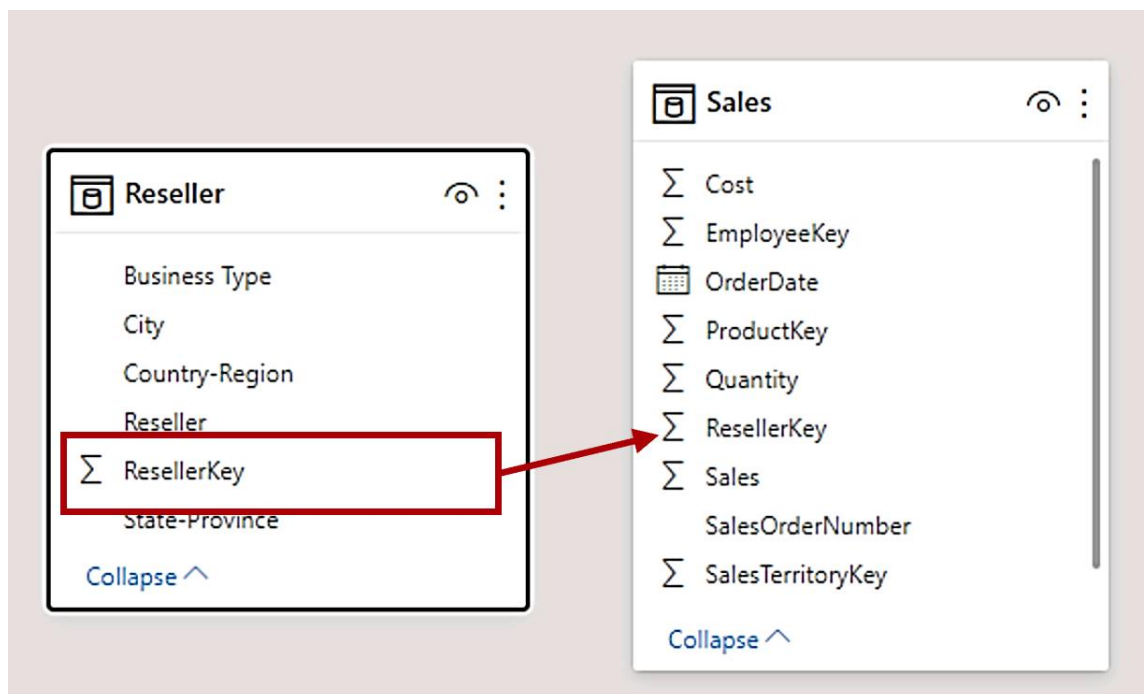 Reseller
Business Type
City
Country-Region
Reseller
ResellerKey
State-Province
Collapse
Sales
Cost
EmployeeKey
OrderDate
ProductKey
Quantity
ResellerKey
Sales
SalesOrderNumber
SalesTerritoryKey
Collapse